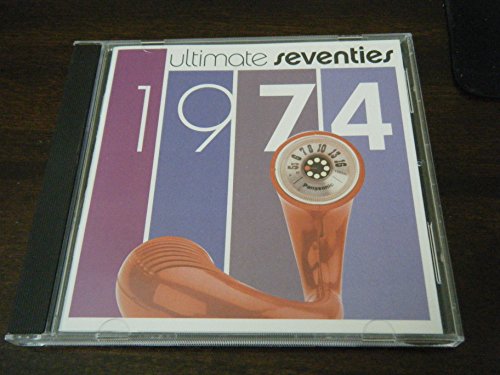 ultimate seventies
1974
Panasonic